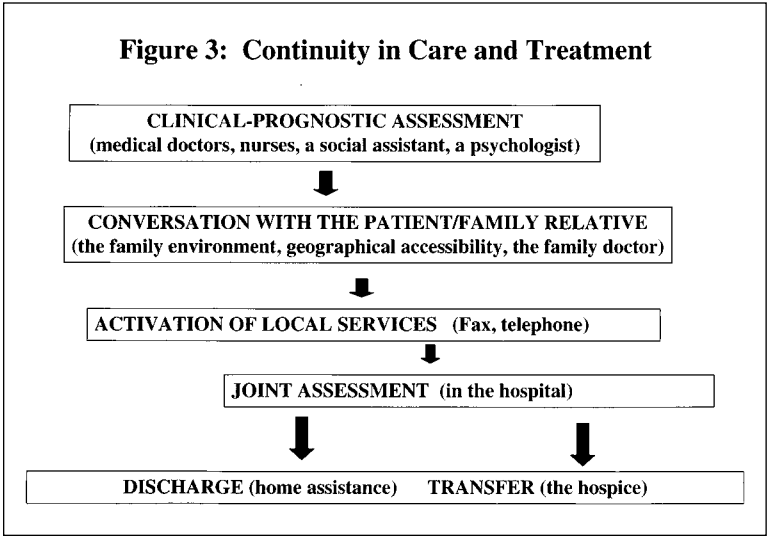 Figure 3: Continuity in Care and Treatment
CLINICAL-PROGNOSTIC ASSESSMENT
(medical doctors, nurses, a social assistant, a psychologist)
CONVERSATION WITH THE PATIENT/FAMILY RELATIVE
(the family environment, geographical accessibility, the family doctor)
ACTIVATION OF LOCAL SERVICES (Fax, telephone)
JOINT ASSESSMENT (in the hospital)
DISCHARGE (home assistance) TRANSFER (the hospice)